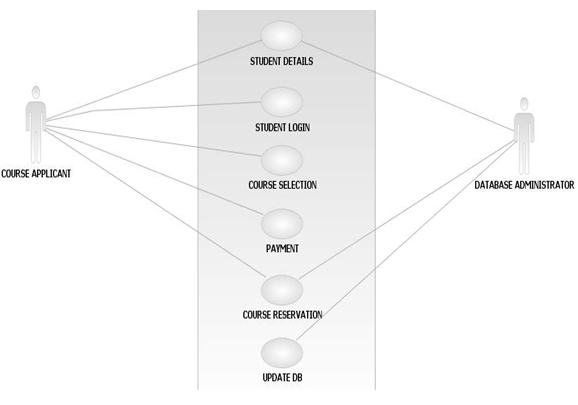 STUDENT DETAILS
STUDENT LOGIN
COURSE APPLICANT
COURSE SELECTION
DATABASE ADMINISTRATOR
PAYMENT
COURSE RESERVATION
UPDATE DB